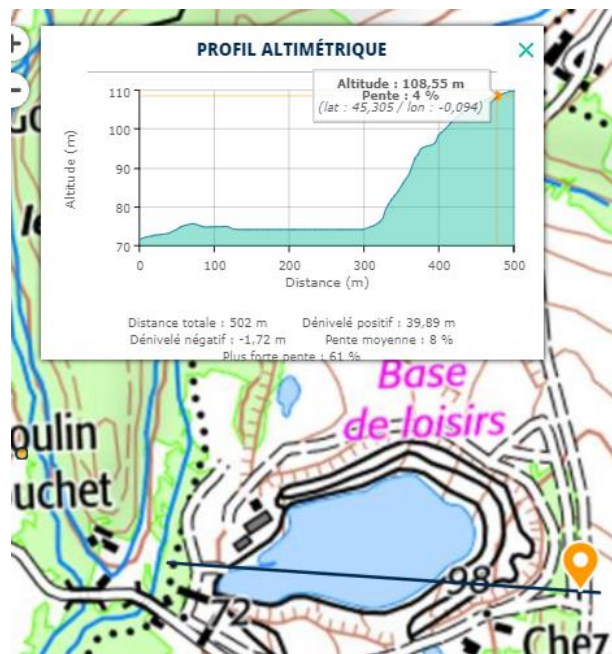 +
PROFIL ALTIMÉTRIQUE
×
−
Altitude : 108,55 m
Pente : 4 %
(lat : 45,305 / lon : -0,094)
110
100
90
80
70
Altitude (m)
0 100 200 300 400 500
Distance (m)
Distance totale : 502 m Dénivelé positif : 39,89 m
Dénivelé négatif : -1,72 m Pente moyenne : 8 %
Plus forte pente : 61 %
Base
de loisirs
oulin
uchet
98
72
Chez